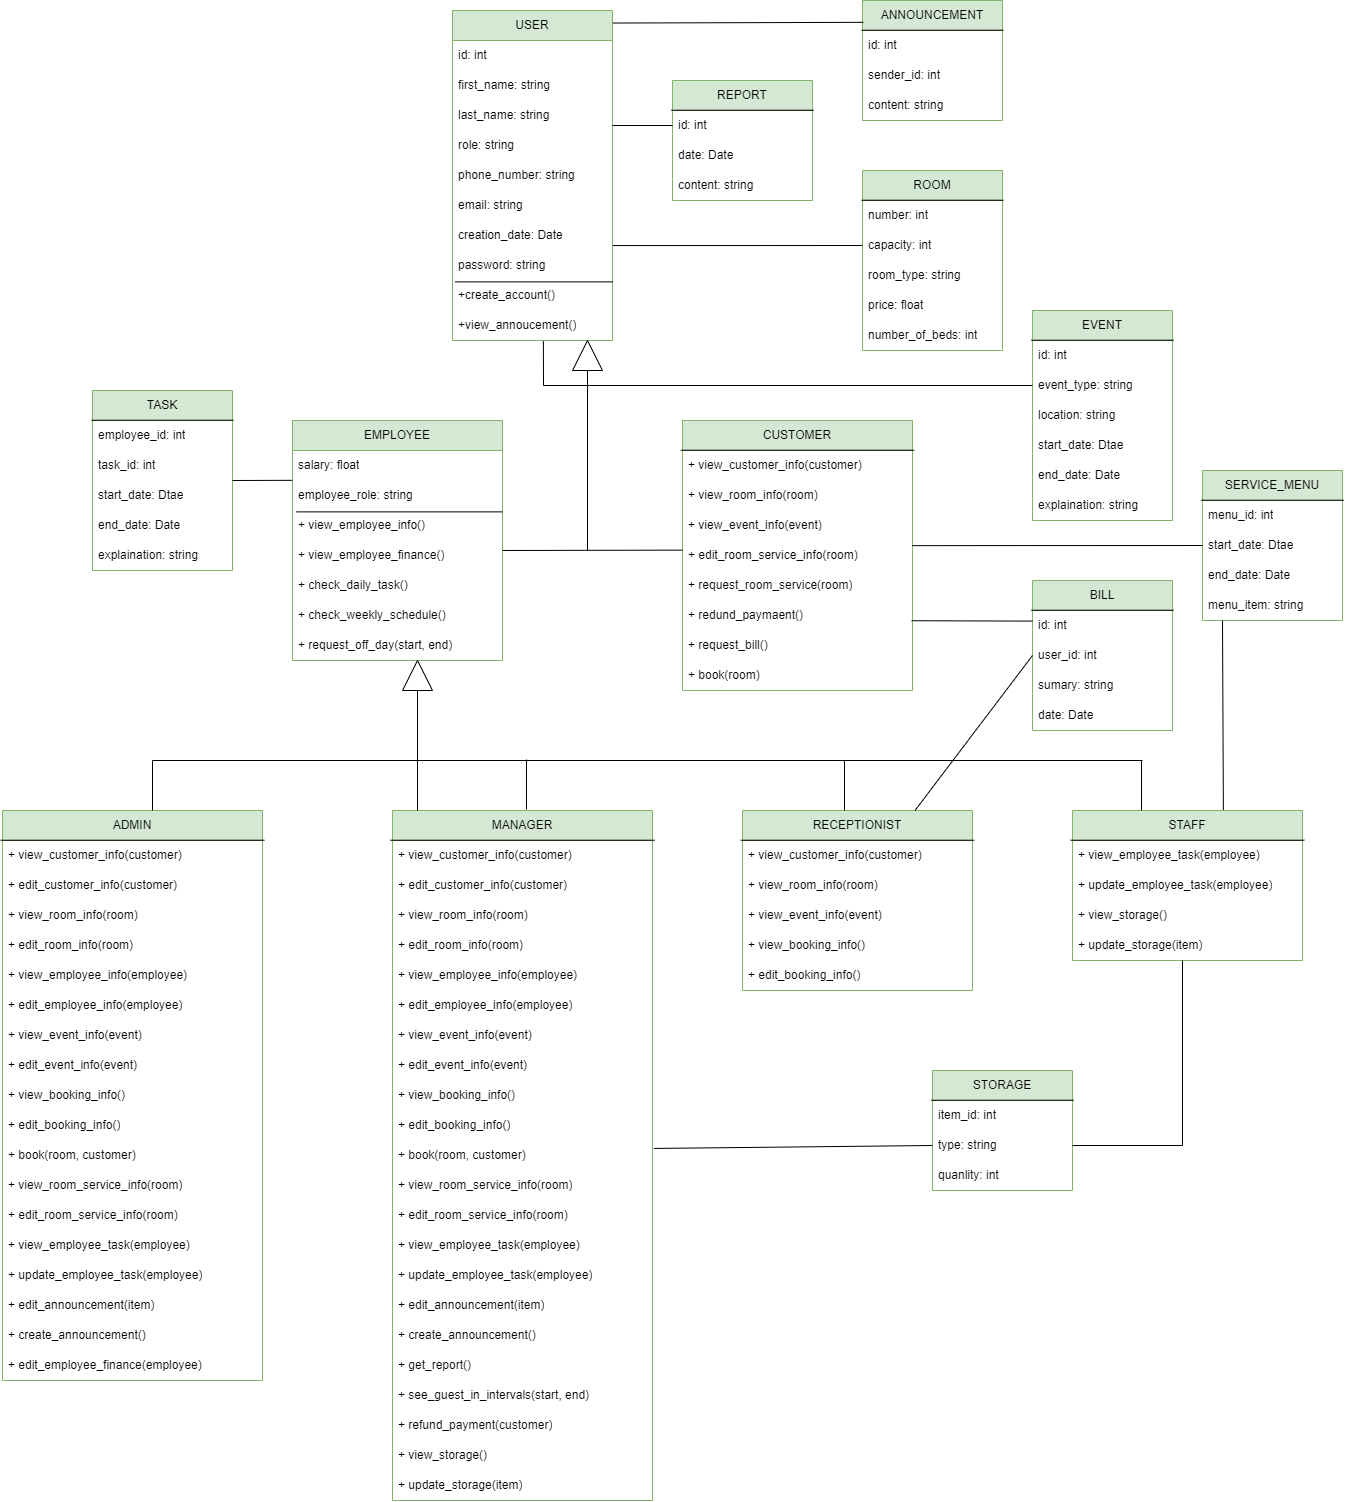 USER
id: int
first_name: string
last_name: string
role: string
phone_number: string
email: string
creation_date: Date
password: string
+create_account()
+view_annoucement()
ANNOUNCEMENT
id: int
sender_id: int
content: string
REPORT
id: int
date: Date
content: string
ROOM
number: int
capacity: int
room_type: string
price: float
number_of_beds: int
EVENT
id: int
event_type: string
location: string
start_date: Dtae
end_date: Date
explaination: string
TASK
employee_id: int
task_id: int
start_date: Dtae
end_date: Date
explaination: string
EMPLOYEE
salary: float
employee_role: string
+ view_employee_info()
+ view_employee_finance()
+ check_daily_task()
+ check_weekly_schedule()
+ request_off_day(start, end)
CUSTOMER
+ view_customer_info(customer)
+ view_room_info(room)
+ view_event_info(event)
+ edit_room_service_info(room)
+ request_room_service(room)
+ redund_paymaent()
+ request_bill()
+ book(room)
SERVICE_MENU
menu_id: int
start_date: Dtae
end_date: Date
menu_item: string
BILL
id: int
user_id: int
sumary: string
date: Date
ADMIN
+ view_customer_info(customer)
+ edit_customer_info(customer)
+ view_room_info(room)
+ edit_room_info(room)
+ view_employee_info(employee)
+ edit_employee_info(employee)
+ view_event_info(event)
+ edit_event_info(event)
+ view_booking_info()
+ edit_booking_info()
+ book(room, customer)
+ view_room_service_info(room)
+ edit_room_service_info(room)
+ view_employee_task(employee)
+ update_employee_task(employee)
+ edit_announcement(item)
+ create_announcement()
+ edit_employee_finance(employee)
MANAGER
+ view_customer_info(customer)
+ edit_customer_info(customer)
+ view_room_info(room)
+ edit_room_info(room)
+ view_employee_info(employee)
+ edit_employee_info(employee)
+ view_event_info(event)
+ edit_event_info(event)
+ view_booking_info()
+ edit_booking_info()
+ book(room, customer)
+ view_room_service_info(room)
+ edit_room_service_info(room)
+ view_employee_task(employee)
+ update_employee_task(employee)
+ edit_announcement(item)
+ create_announcement()
+ get_report()
+ see_guest_in_intervals(start, end)
+ refund_payment(customer)
+ view_storage()
+ update_storage(item)
RECEPTIONIST
+ view_customer_info(customer)
+ view_room_info(room)
+ view_event_info(event)
+ view_booking_info()
+ edit_booking_info()
STAFF
+ view_employee_task(employee)
+ update_employee_task(employee)
+ view_storage()
+ update_storage(item)
STORAGE
item_id: int
type: string
quanlity: int